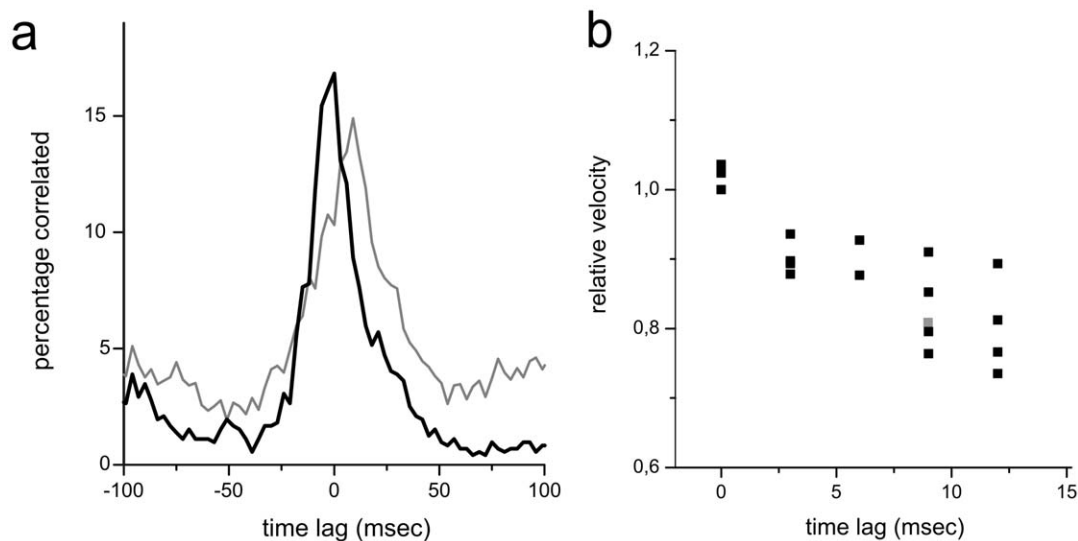 a
percentage correlated
15
10
5
0
-100
-50
0
50
100
time lag (msec)
b
relative velocity
1,2
1,0
0,8
0,6
0
5
10
15
time lag (msec)